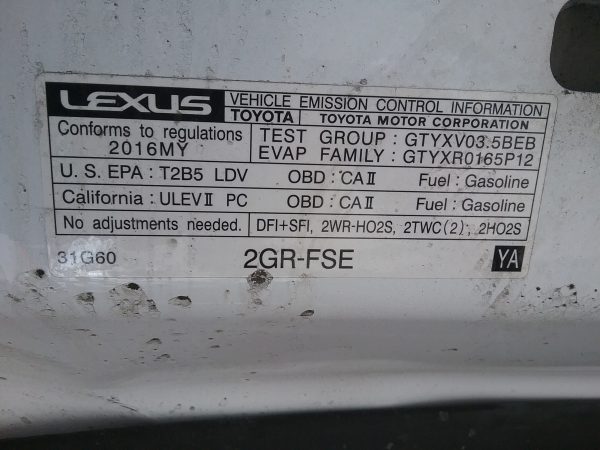 LEXUS VEHICLE EMISSION CONTROL INFORMATION
TOYOTA TOYOTA MOTOR CORPORATION
Conforms to regulations TEST GROUP : GTYXV03.5BEB
2016MY EVAP FAMILY : GTYXR0165P12
U. S. EPA : T2B5 LDV OBD : CAⅡ Fuel : Gasoline
California : ULEVⅡ PC OBD : CAⅡ Fuel : Gasoline
No adjustments needed. DFI+SFI, 2WR-HO2S, 2TWC(2), 2HO2S
31G60 2GR-FSE YA